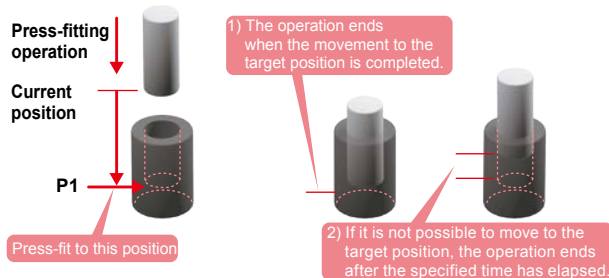 Press-fitting
operation
Current
position
P1
Press-fit to this position
1) The operation ends
when the movement to the
target position is completed.
2) If it is not possible to move to the
target position, the operation ends
after the specified time has elapsed.